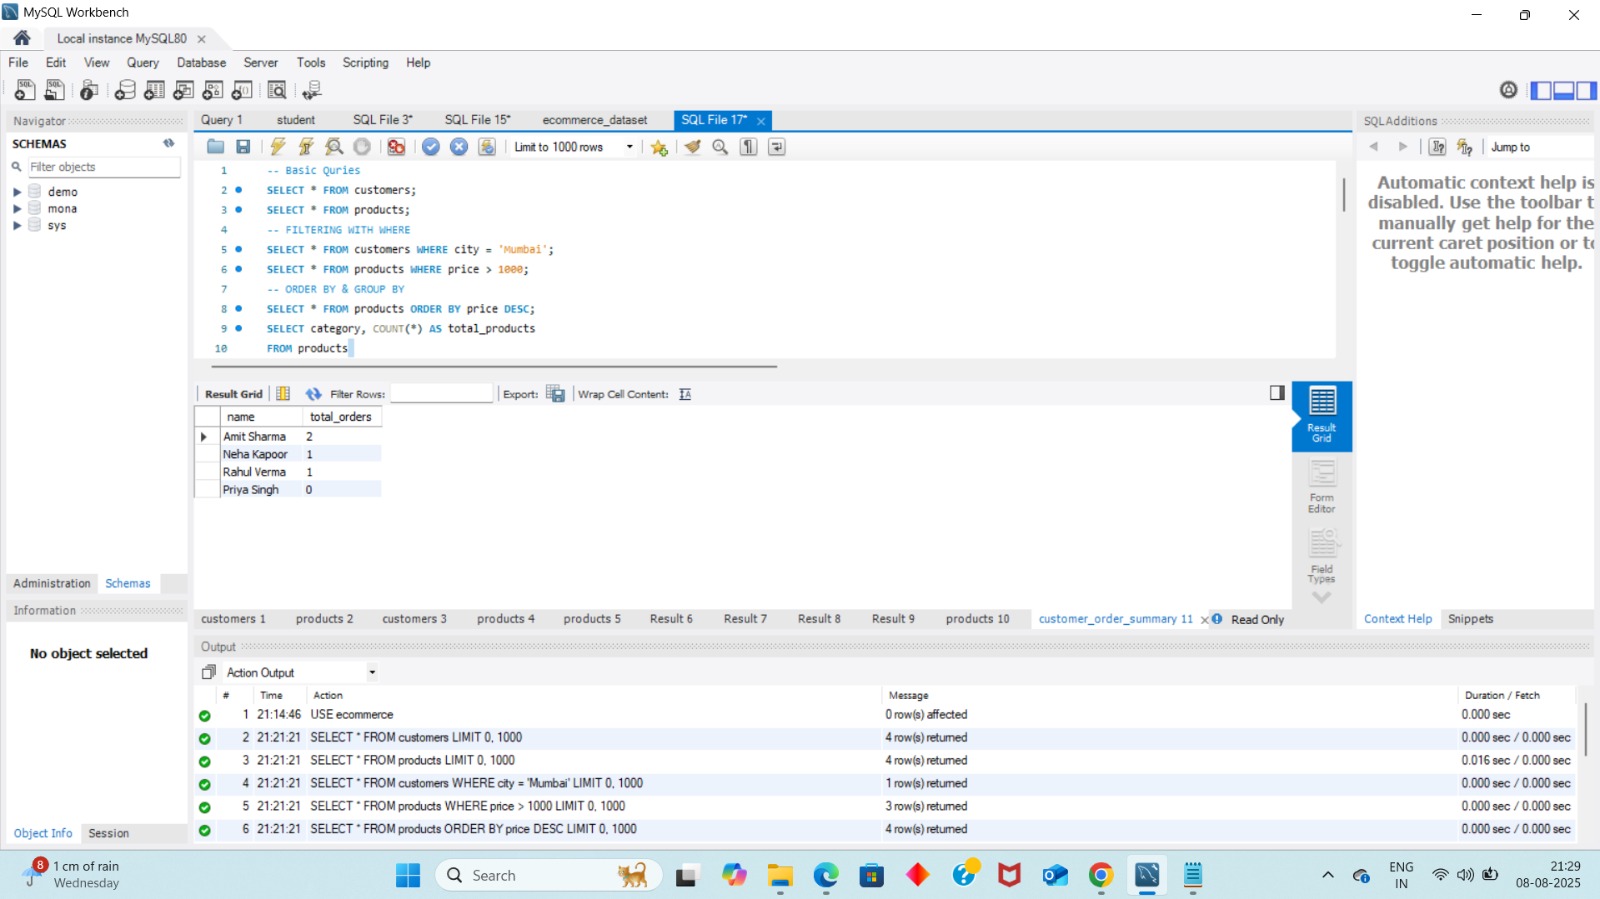 MySQL Workbench
Local instance MySQL80
File Edit View Query Database Server Tools Scripting Help
Navigator
SCHEMAS
Filter objects
demo
mona
sys
Administration Schemas
Information
No object selected
Object Info Session
Query 1 student SQL File 3* SQL File 15* ecommerce_dataset SQL File 17*
Limit to 1000 rows
1 -- Basic Quries
2 SELECT * FROM customers;
3 SELECT * FROM products;
4 -- FILTERING WITH WHERE
5 SELECT * FROM customers WHERE city = 'Mumbai';
6 SELECT * FROM products WHERE price > 1000;
7 -- ORDER BY & GROUP BY
8 SELECT * FROM products ORDER BY price DESC;
9 SELECT category, COUNT(*) AS total_products
10 FROM products
Result Grid Filter Rows: Export: Wrap Cell Content:
name total_orders
Amit Sharma 2
Neha Kapoor 1
Rahul Verma 1
Priya Singh 0
Result Grid
Form Editor
Field Types
customers 1 products 2 customers 3 products 4 products 5 Result 6 Result 7 Result 8 Result 9 products 10 customer_order_summary 11 Read Only
SQLAdditions
Jump to
Automatic context help is
disabled. Use the toolbar t
manually get help for the
current caret position or to
toggle automatic help.
Context Help Snippets
Output
Action Output
# Time Action Message Duration / Fetch
1 21:14:46 USE ecommerce 0 row(s) affected 0.000 sec
2 21:21:21 SELECT * FROM customers LIMIT 0, 1000 4 row(s) returned 0.000 sec / 0.000 sec
3 21:21:21 SELECT * FROM products LIMIT 0, 1000 4 row(s) returned 0.016 sec / 0.000 sec
4 21:21:21 SELECT * FROM customers WHERE city = 'Mumbai' LIMIT 0, 1000 1 row(s) returned 0.000 sec / 0.000 sec
5 21:21:21 SELECT * FROM products WHERE price > 1000 LIMIT 0, 1000 3 row(s) returned 0.000 sec / 0.000 sec
6 21:21:21 SELECT * FROM products ORDER BY price DESC LIMIT 0, 1000 4 row(s) returned 0.000 sec / 0.000 sec
8
1 cm of rain
Wednesday
Search
ENG
IN
21:29
08-08-2025